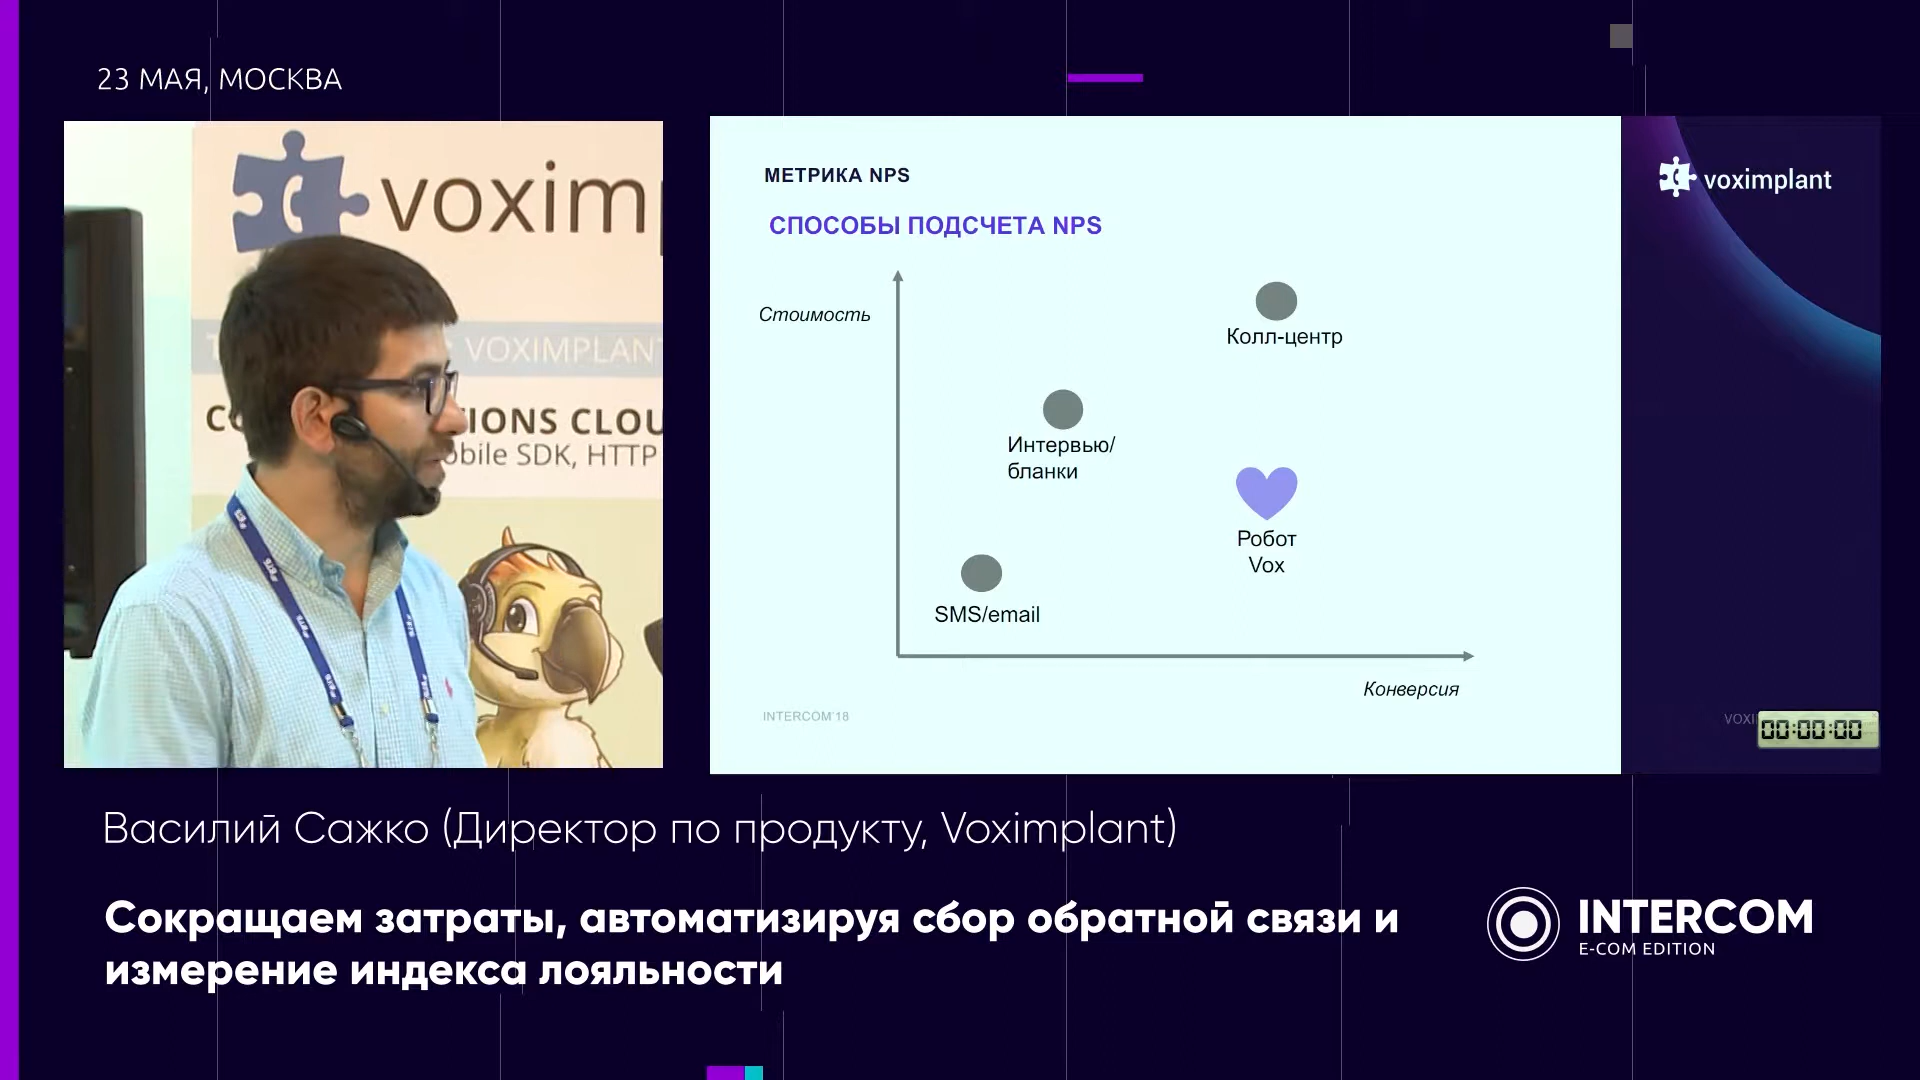 23 МАЯ, МОСКВА
voxim
VOXIMPLANT
IONS CLOU
obile SDK, HTTP
МЕТРИКА NPS
СПОСОБЫ ПОДСЧЕТА NPS
Стоимость
Колл-центр
Интервью/
бланки
Робот
Vox
SMS/email
Конверсия
INTERCOM'18
voximplant
VOXI
00:00:00
Василий Сажко (Директор по продукту, Voximplant)
Сокращаем затраты, автоматизируя сбор обратной связи и
измерение индекса лояльности
INTERCOM
E-COM EDITION